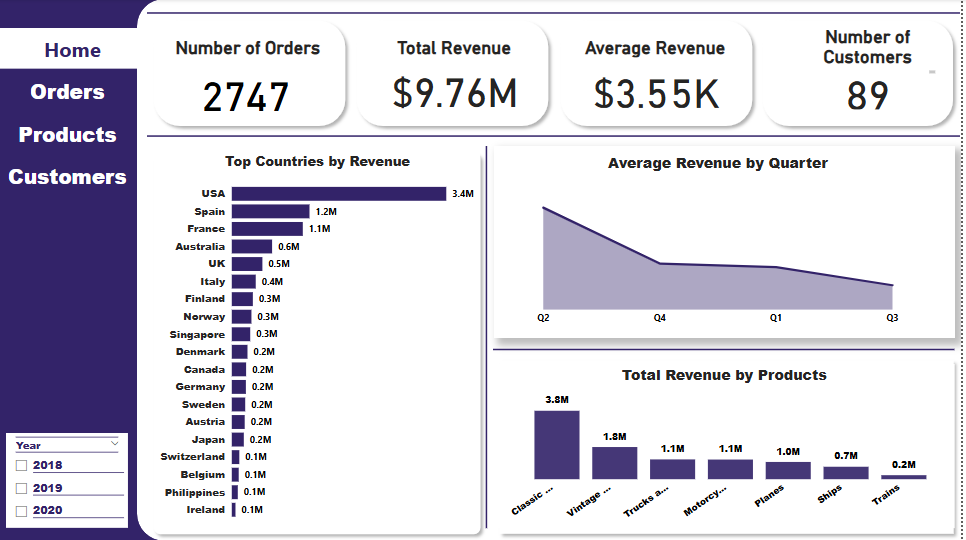 Home
Orders
Products
Customers
Year
2018
2019
2020
Number of Orders
2747
Total Revenue
$9.76M
Average Revenue
$3.55K
Number of
Customers
89
Top Countries by Revenue
USA 3.4M
Spain 1.2M
France 1.1M
Australia 0.6M
UK 0.5M
Italy 0.4M
Finland 0.3M
Norway 0.3M
Singapore 0.3M
Denmark 0.2M
Canada 0.2M
Germany 0.2M
Sweden 0.2M
Austria 0.2M
Japan 0.2M
Switzerland 0.1M
Belgium 0.1M
Philippines 0.1M
Ireland 0.1M
Average Revenue by Quarter
Q2 Q4 Q1 Q3
Total Revenue by Products
3.8M 1.8M 1.1M 1.1M 1.0M 0.7M 0.2M
Classic ... Vintage ... Trucks a... Motorcy... Planes Ships Trains